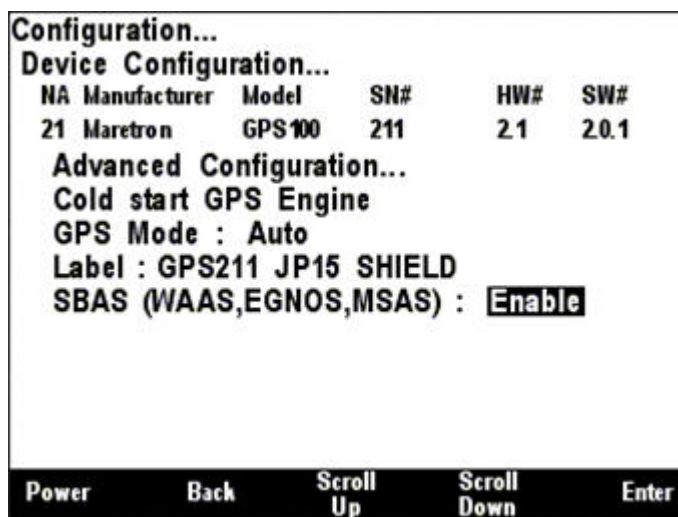 Configuration...
Device Configuration...
NA Manufacturer Model SN# HW# SW#
21 Maretron GPS100 211 2.1 2.0.1
Advanced Configuration...
Cold start GPS Engine
GPS Mode : Auto
Label : GPS211 JP15 SHIELD
SBAS (WAAS,EGNOS,MSAS) : Enable
Power Back Scroll Up Scroll Down Enter